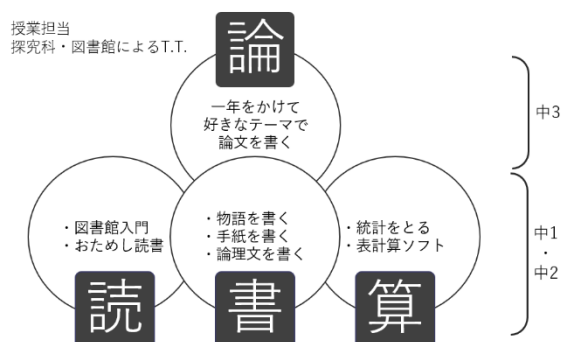 授業担当
探究科・図書館によるT.T.
論
一年をかけて
好きなテーマで
論文を書く
中3
・図書館入門
・おためし読書
・物語を書く
・手紙を書く
・論理文を書く
・統計をとる
・表計算ソフト
中1
・
中2
読
書
算